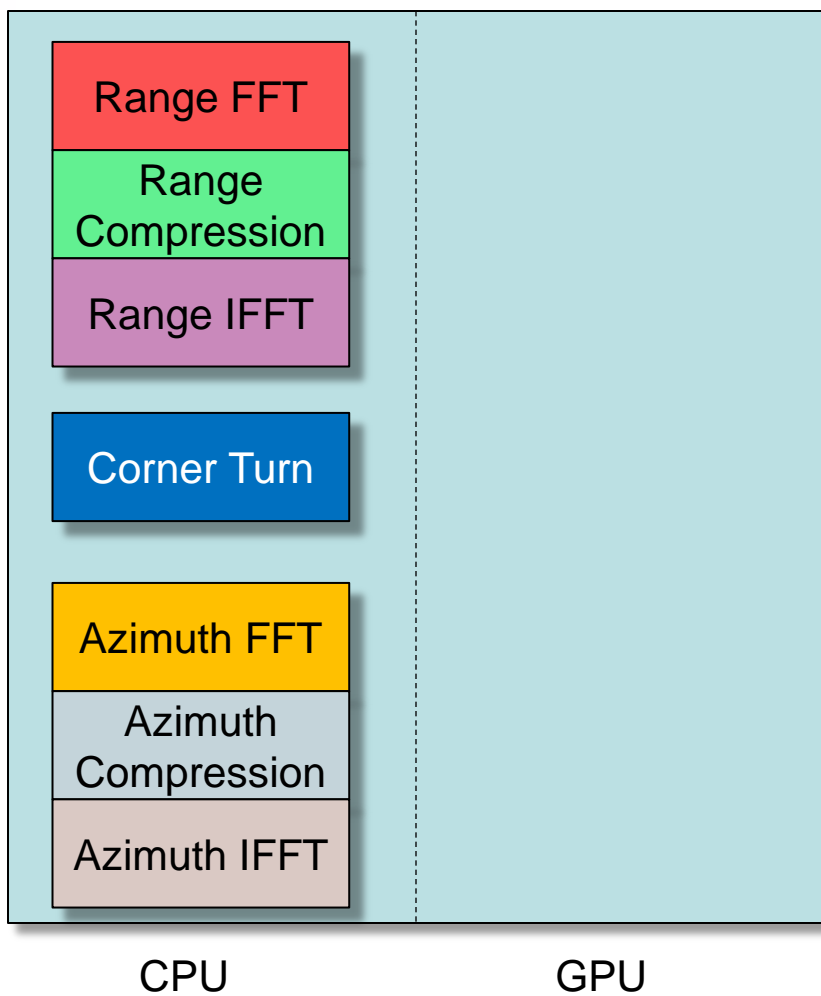 Range FFT
Range
Compression
Range IFFT
Corner Turn
Azimuth FFT
Azimuth
Compression
Azimuth IFFT
CPU
GPU